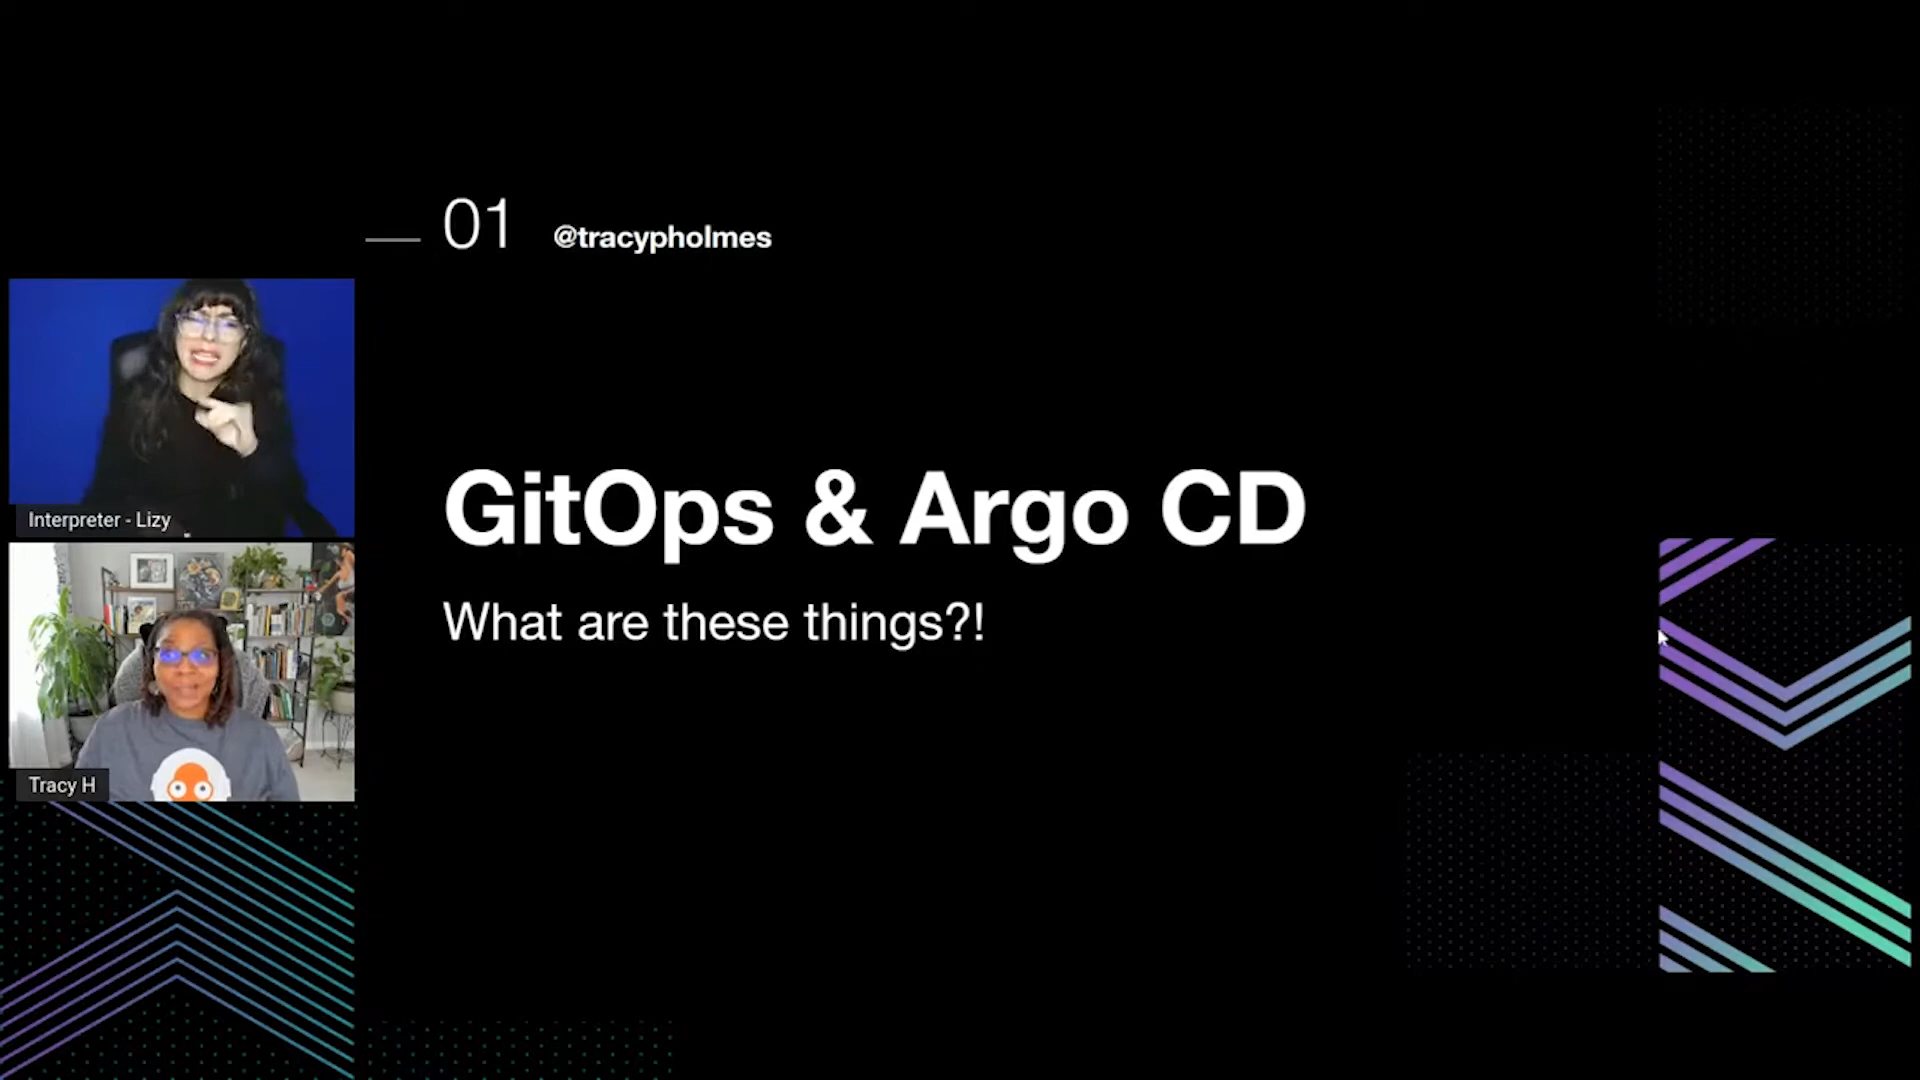 01 @tracypholmes
Interpreter - Lizy
GitOps & Argo CD
What are these things?!
Tracy H